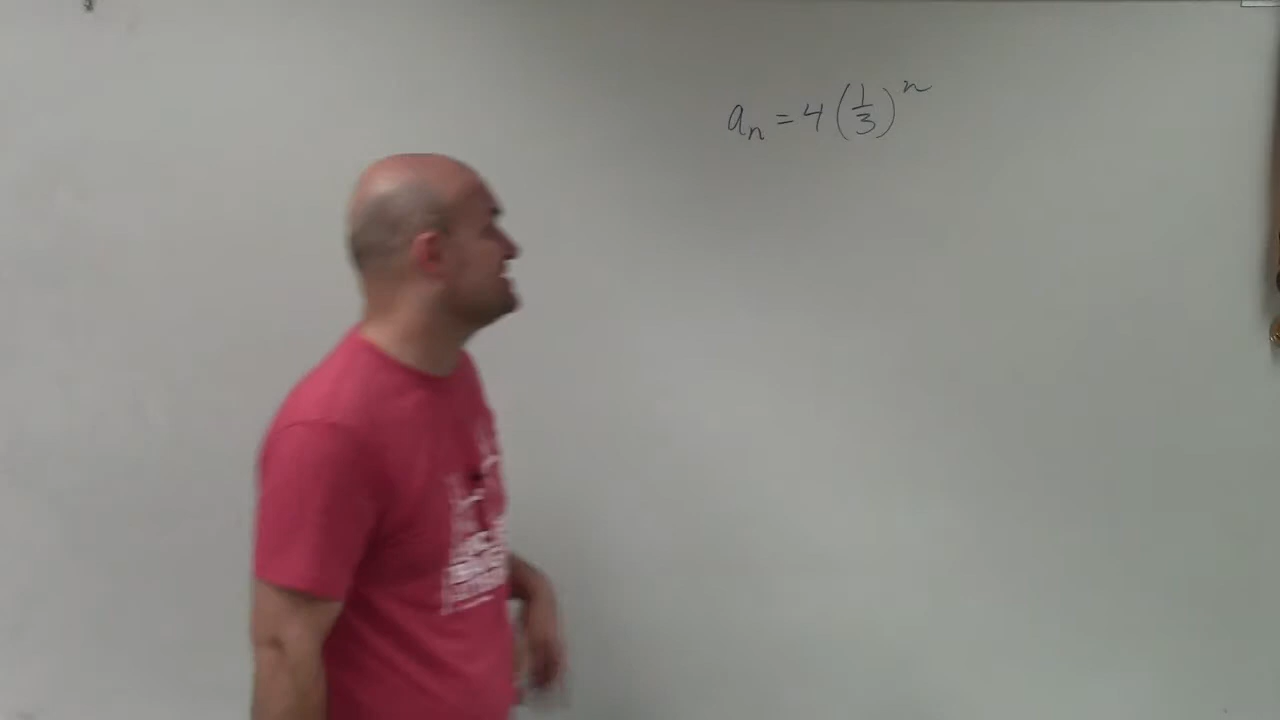 aₙ = 4(1/3)ⁿ